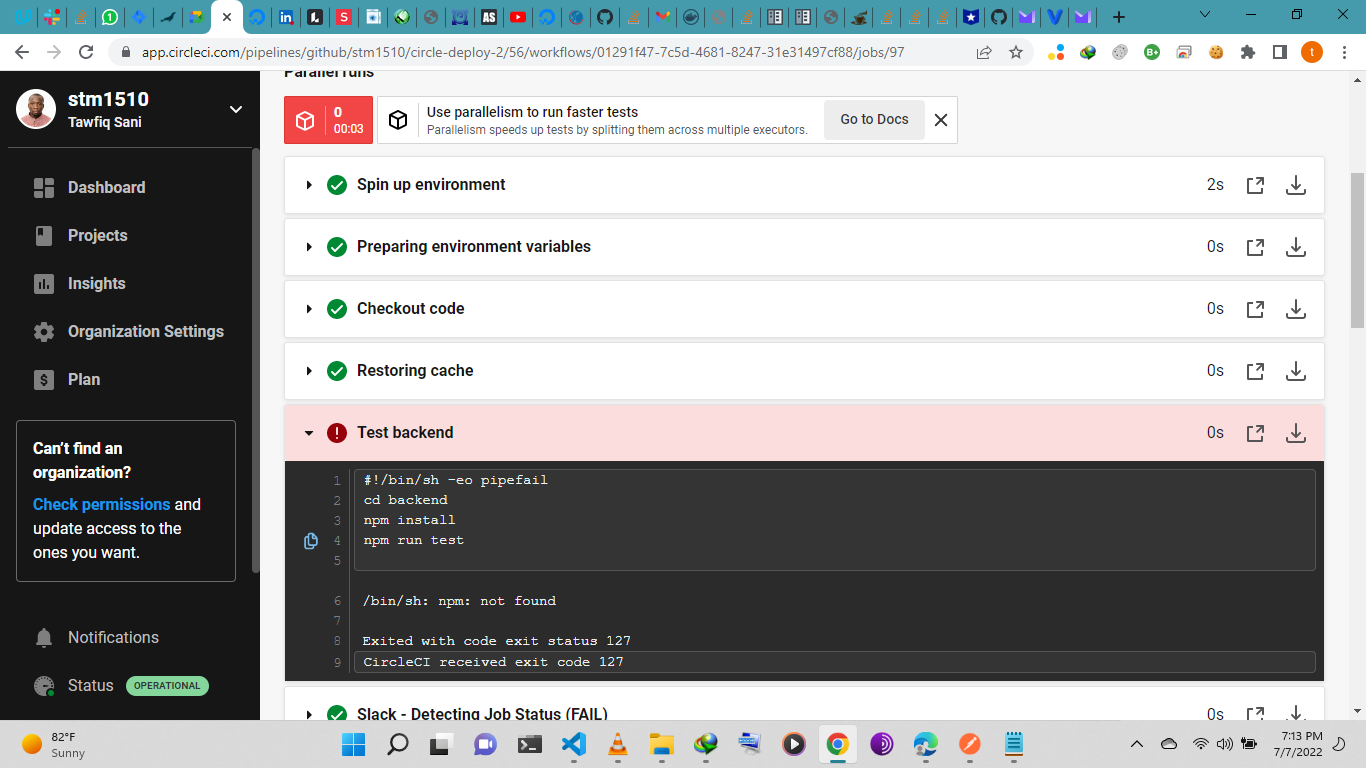 app.circleci.com/pipelines/github/stm1510/circle-deploy-2/56/workflows/01291f47-7c5d-4681-8247-31e31497cf88/jobs/97
stm1510
Tawfiq Sani
Dashboard
Projects
Insights
Organization Settings
Plan
Can't find an
organization?
Check permissions and
update access to the
ones you want.
Notifications
Status OPERATIONAL
Parallel runs
0
00:03
Use parallelism to run faster tests
Parallelism speeds up tests by splitting them across multiple executors.
Go to Docs
Spin up environment 2s
Preparing environment variables 0s
Checkout code 0s
Restoring cache 0s
Test backend 0s
1 #!/bin/sh -eo pipefail
2 cd backend
3 npm install
4 npm run test
5
6 /bin/sh: npm: not found
7
8 Exited with code exit status 127
9 CircleCI received exit code 127
Slack - Detecting Job Status (FAIL) 0s
82°F
Sunny
7:13 PM
7/7/2022